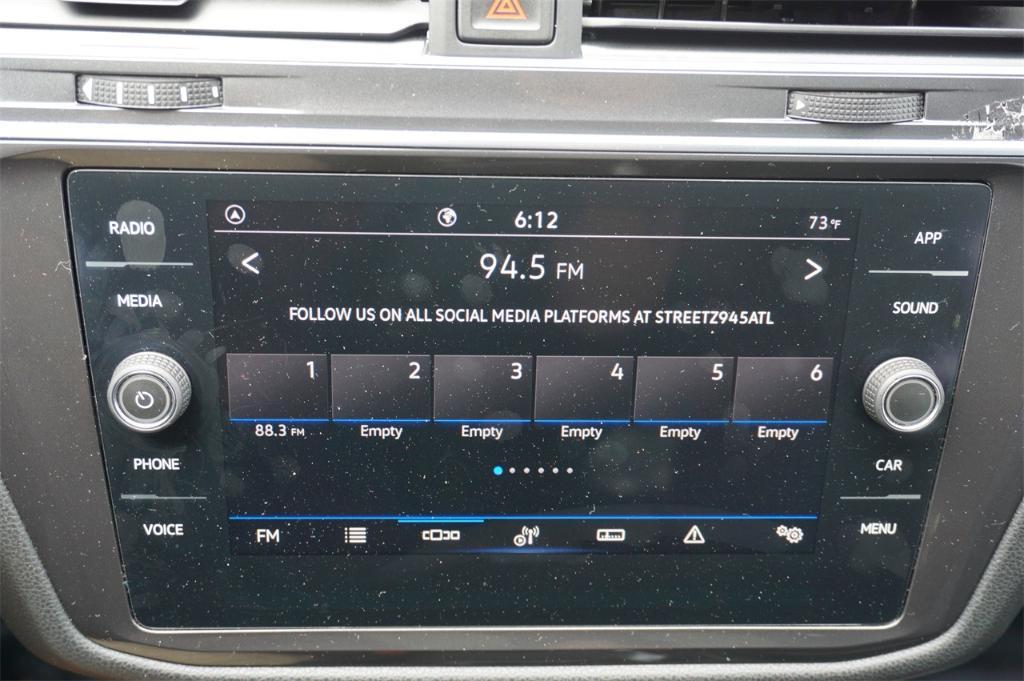 6:12
73°F
RADIO
APP
94.5 FM
MEDIA
SOUND
FOLLOW US ON ALL SOCIAL MEDIA PLATFORMS AT STREETZ945ATL
1 2 3 4 5 6
88.3 FM Empty Empty Empty Empty Empty
PHONE
CAR
VOICE
MENU
FM